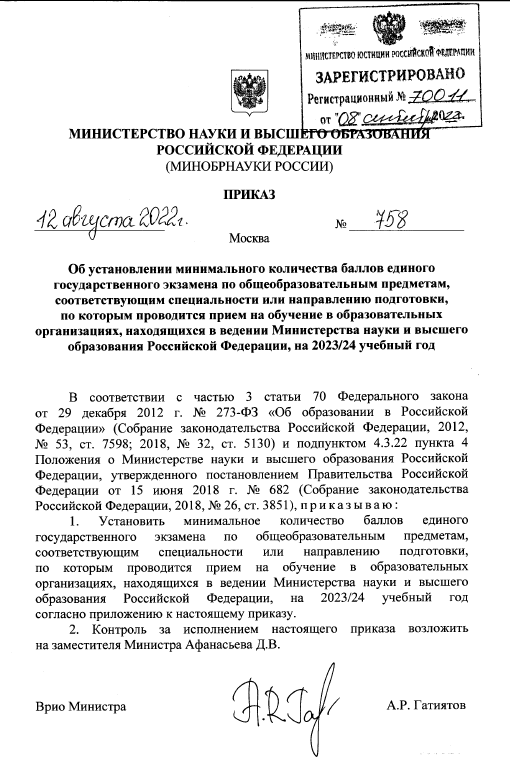 МИНИСТЕРСТВО ЮСТИЦИИ РОССИЙСКОЙ ФЕДЕРАЦИИ
ЗАРЕГИСТРИРОВАНО
Регистрационный № 70011
от "08" сентября 2022
МИНИСТЕРСТВО НАУКИ И ВЫСШЕГО ОБРАЗОВАНИЯ
РОССИЙСКОЙ ФЕДЕРАЦИИ
(МИНОБРНАУКИ РОССИИ)
ПРИКАЗ
12 августа 2022 г. № 758
Москва
Об установлении минимального количества баллов единого
государственного экзамена по общеобразовательным предметам,
соответствующим специальности или направлению подготовки,
по которым проводится прием на обучение в образовательных
организациях, находящихся в ведении Министерства науки и высшего
образования Российской Федерации, на 2023/24 учебный год
В соответствии с частью 3 статьи 70 Федерального закона
от 29 декабря 2012 г. № 273-ФЗ «Об образовании в Российской
Федерации» (Собрание законодательства Российской Федерации, 2012,
№ 53, ст. 7598; 2018, № 32, ст. 5130) и подпунктом 4.3.22 пункта 4
Положения о Министерстве науки и высшего образования Российской
Федерации, утвержденного постановлением Правительства Российской
Федерации от 15 июня 2018 г. № 682 (Собрание законодательства
Российской Федерации, 2018, № 26, ст. 3851), п р и к а з ы в а ю :
1. Установить минимальное количество баллов единого
государственного экзамена по общеобразовательным предметам,
соответствующим специальности или направлению подготовки,
по которым проводится прием на обучение в образовательных
организациях, находящихся в ведении Министерства науки и высшего
образования Российской Федерации, на 2023/24 учебный год
согласно приложению к настоящему приказу.
2. Контроль за исполнением настоящего приказа возложить
на заместителя Министра Афанасьева Д.В.
Врио Министра А.Р. Гатиятов